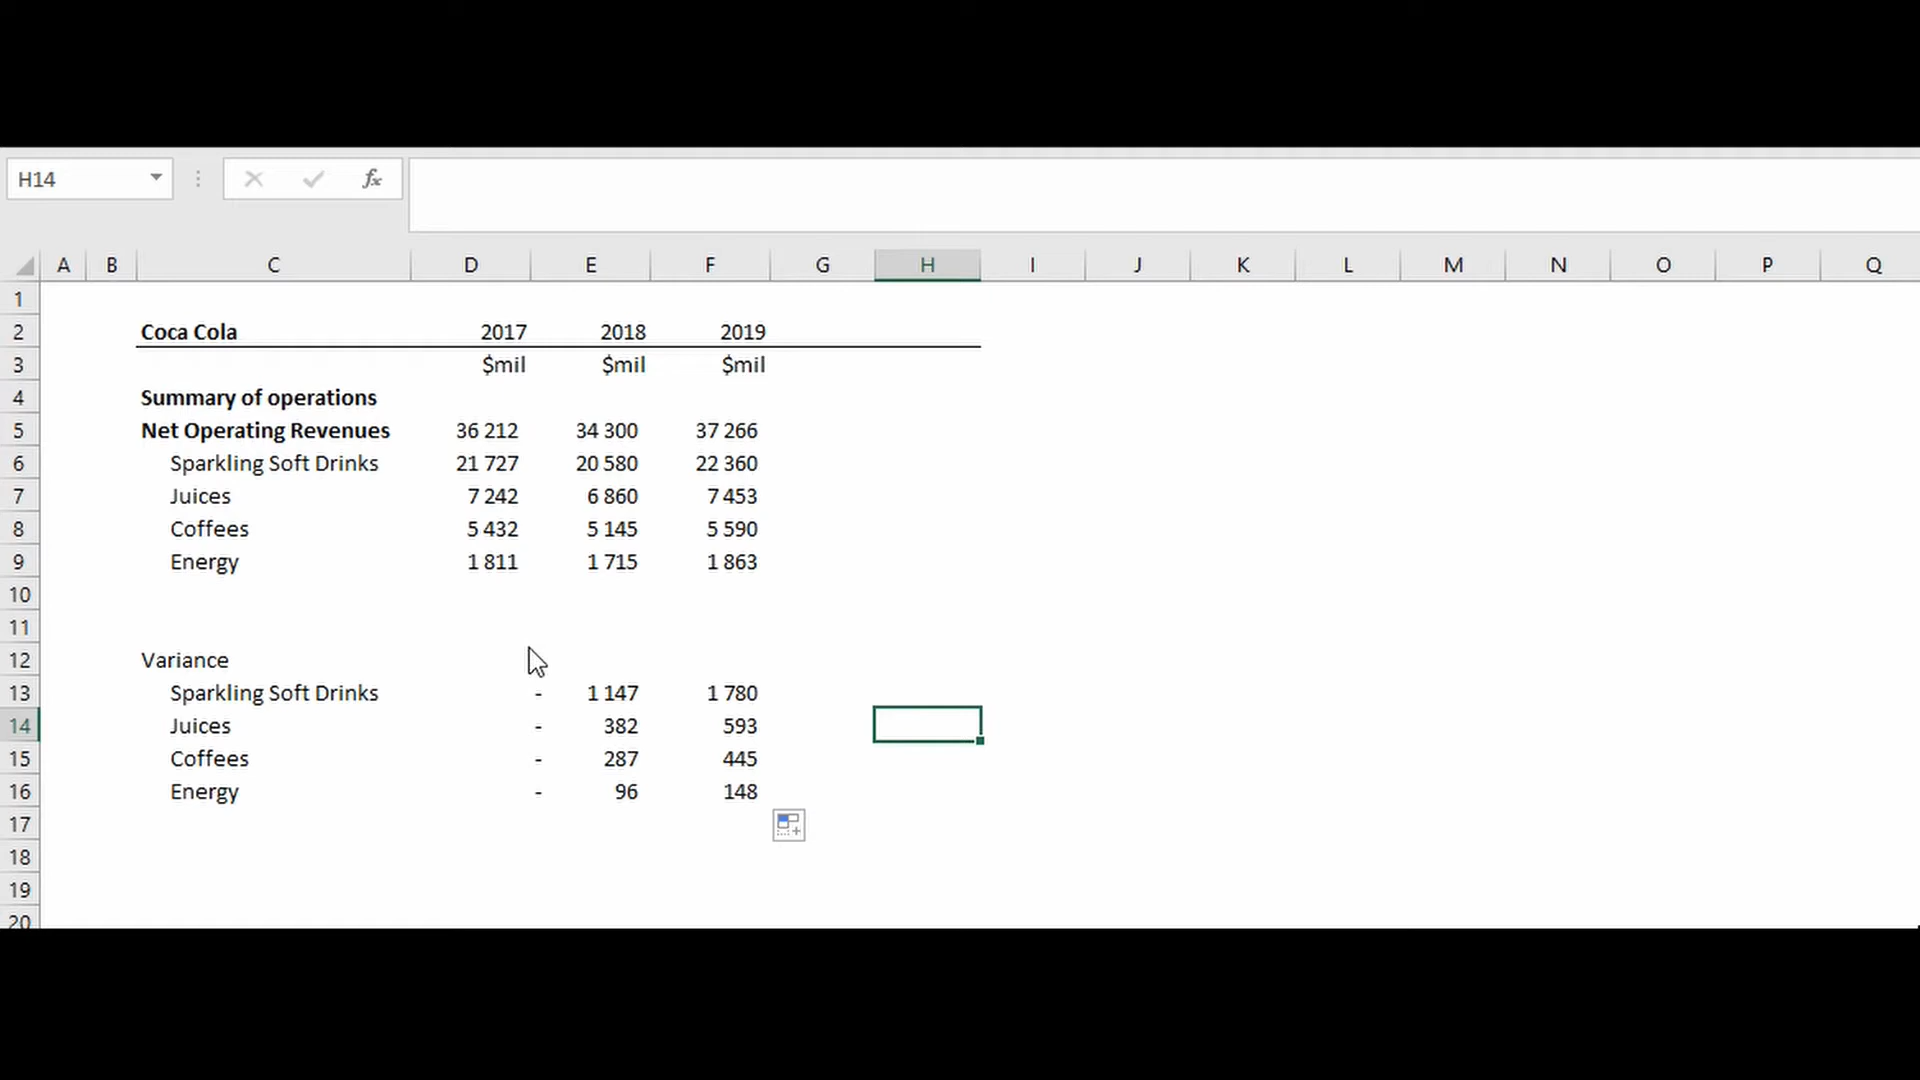 H14 fx
A B C D E F G H I J K L M N O P Q
1
2 Coca Cola 2017 2018 2019
3 $mil $mil $mil
4 Summary of operations
5 Net Operating Revenues 36 212 34 300 37 266
6 Sparkling Soft Drinks 21 727 20 580 22 360
7 Juices 7 242 6 860 7 453
8 Coffees 5 432 5 145 5 590
9 Energy 1 811 1 715 1 863
10
11
12 Variance
13 Sparkling Soft Drinks - 1 147 1 780
14 Juices - 382 593
15 Coffees - 287 445
16 Energy - 96 148
17
18
19
20